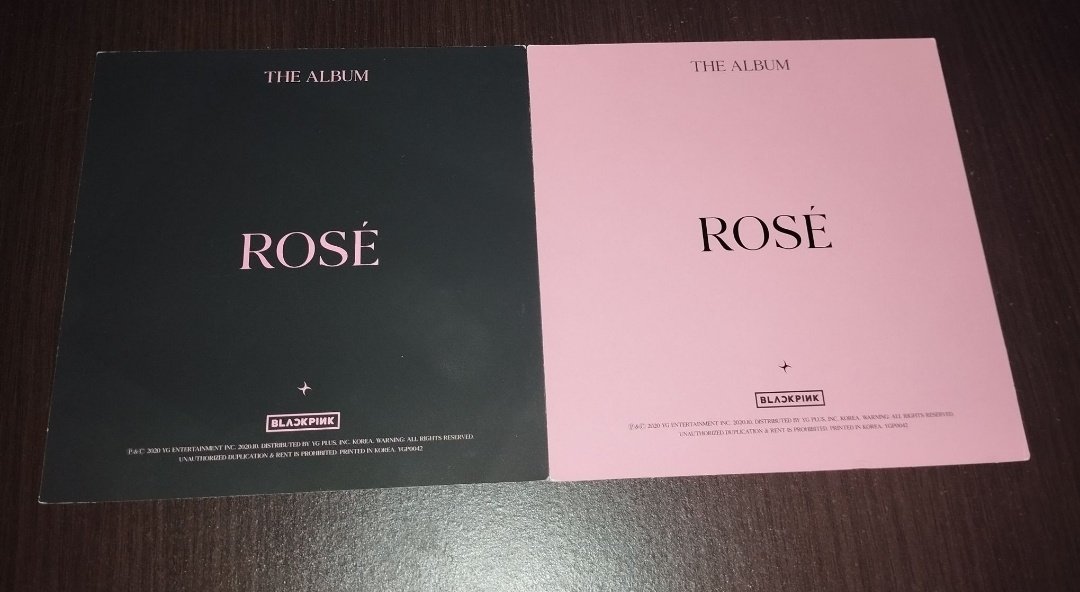 THE ALBUM
ROSÉ
BLACKPINK
℗ & © 2020 YG ENTERTAINMENT INC. 2020.10. DISTRIBUTED BY YG PLUS, INC. KOREA. WARNING: ALL RIGHTS RESERVED.
UNAUTHORIZED DUPLICATION & RENT IS PROHIBITED. PRINTED IN KOREA. YGP0042
THE ALBUM
ROSÉ
BLACKPINK
℗ & © 2020 YG ENTERTAINMENT INC. 2020.10. DISTRIBUTED BY YG PLUS, INC. KOREA. WARNING: ALL RIGHTS RESERVED.
UNAUTHORIZED DUPLICATION & RENT IS PROHIBITED. PRINTED IN KOREA. YGP0042